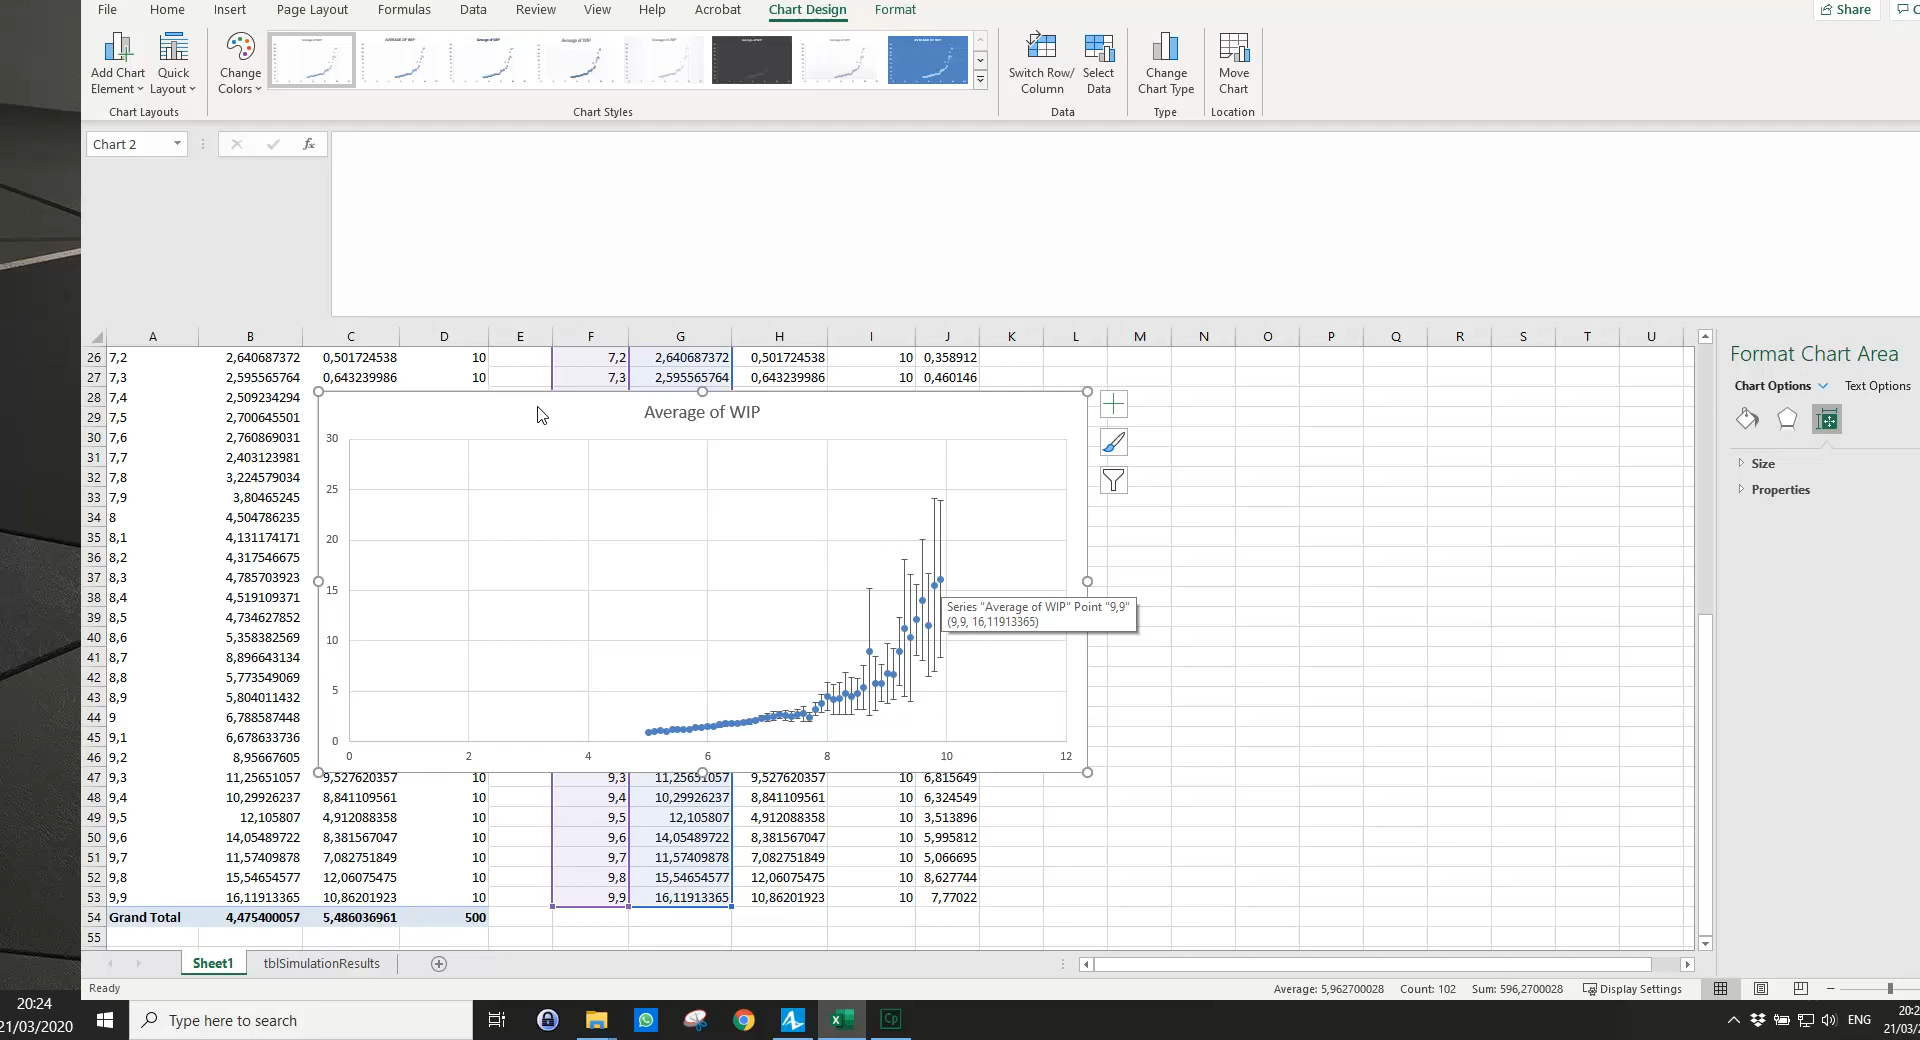 File Home Insert Page Layout Formulas Data Review View Help Acrobat Chart Design Format Share
Add Chart Element Quick Layout Change Colors Switch Row/ Column Select Data Change Chart Type Move Chart
Chart Layouts Chart Styles Data Type Location
Chart 2 fx
A B C D E F G H I J K L M N O P Q R S T U
26 7,2 2,640687372 0,501724538 10 7,2 2,640687372 0,501724538 10 0,358912
27 7,3 2,595565764 0,643239986 10 7,3 2,595565764 0,643239986 10 0,460146
28 7,4 2,509234294
29 7,5 2,700645501
30 7,6 2,760869031
31 7,7 2,403123981
32 7,8 3,224579034
33 7,9 3,80465245
34 8 4,504786235
35 8,1 4,131174171
36 8,2 4,317546675
37 8,3 4,785703923
38 8,4 4,519109371
39 8,5 4,734627852
40 8,6 5,358382569
41 8,7 8,896643134
42 8,8 5,773549069
43 8,9 5,804011432
44 9 6,788587448
45 9,1 6,678633736
46 9,2 8,95667605
47 9,3 11,25651057 9,527620357 10 9,3 11,25651057 9,527620357 10 6,815649
48 9,4 10,29926237 8,841109561 10 9,4 10,29926237 8,841109561 10 6,324549
49 9,5 12,105807 4,912088358 10 9,5 12,105807 4,912088358 10 3,513896
50 9,6 14,05489722 8,381567047 10 9,6 14,05489722 8,381567047 10 5,995812
51 9,7 11,57409878 7,082751849 10 9,7 11,57409878 7,082751849 10 5,066695
52 9,8 15,54654577 12,06075475 10 9,8 15,54654577 12,06075475 10 8,627744
53 9,9 16,11913365 10,86201923 10 9,9 16,11913365 10,86201923 10 7,77022
54 Grand Total 4,475400057 5,486036961 500
55
Average of WIP
30
25
20
15
10
5
0
0 2 4 6 8 10 12
Series "Average of WIP" Point "9,9"
(9,9, 16,11913365)
Format Chart Area
Chart Options Text Options
Size
Properties
Sheet1 tblSimulationResults
Ready Average: 5,962700028 Count: 102 Sum: 596,2700028 Display Settings
20:24
21/03/2020
Type here to search
ENG